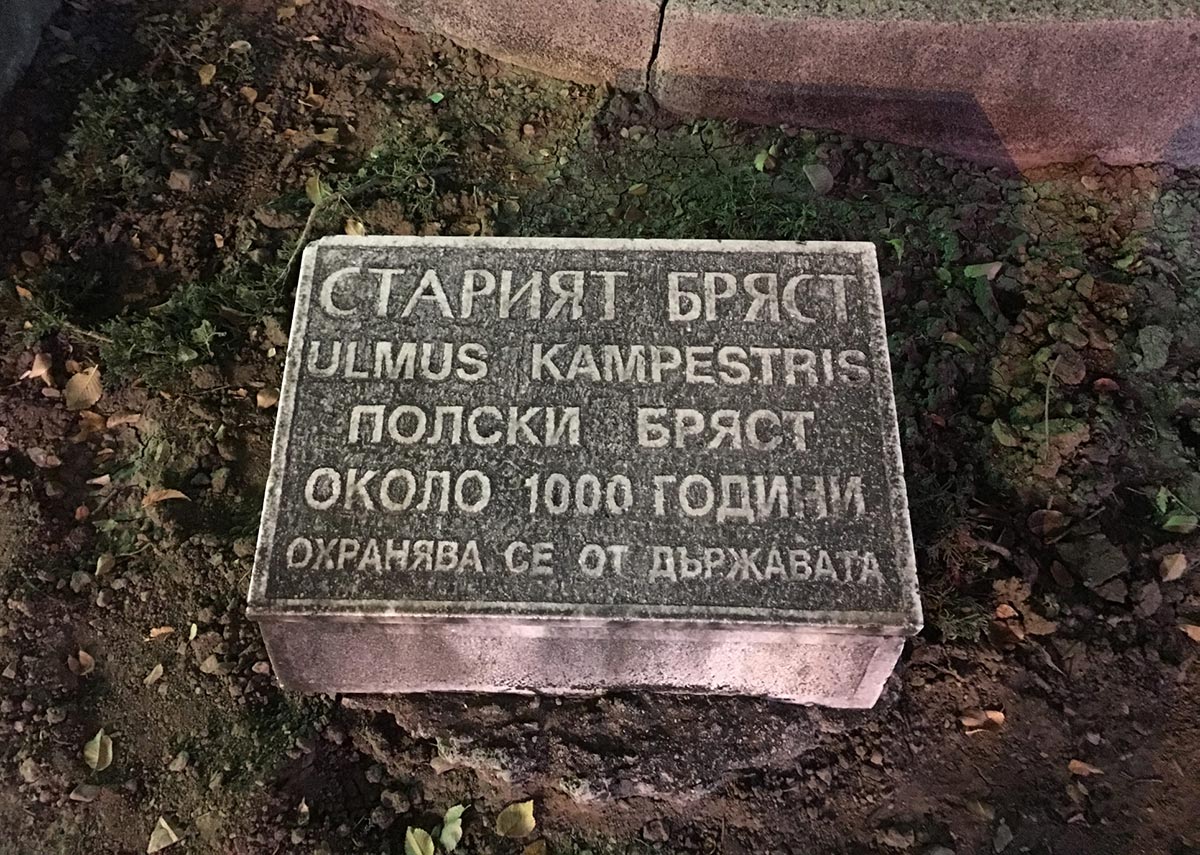 СТАРИЯТ БРЯСТ
ULMUS KAMPESTRIS
ПОЛСКИ БРЯСТ
ОКОЛО 1000 ГОДИНИ
ОХРАНЯВА СЕ ОТ ДЪРЖАВАТА